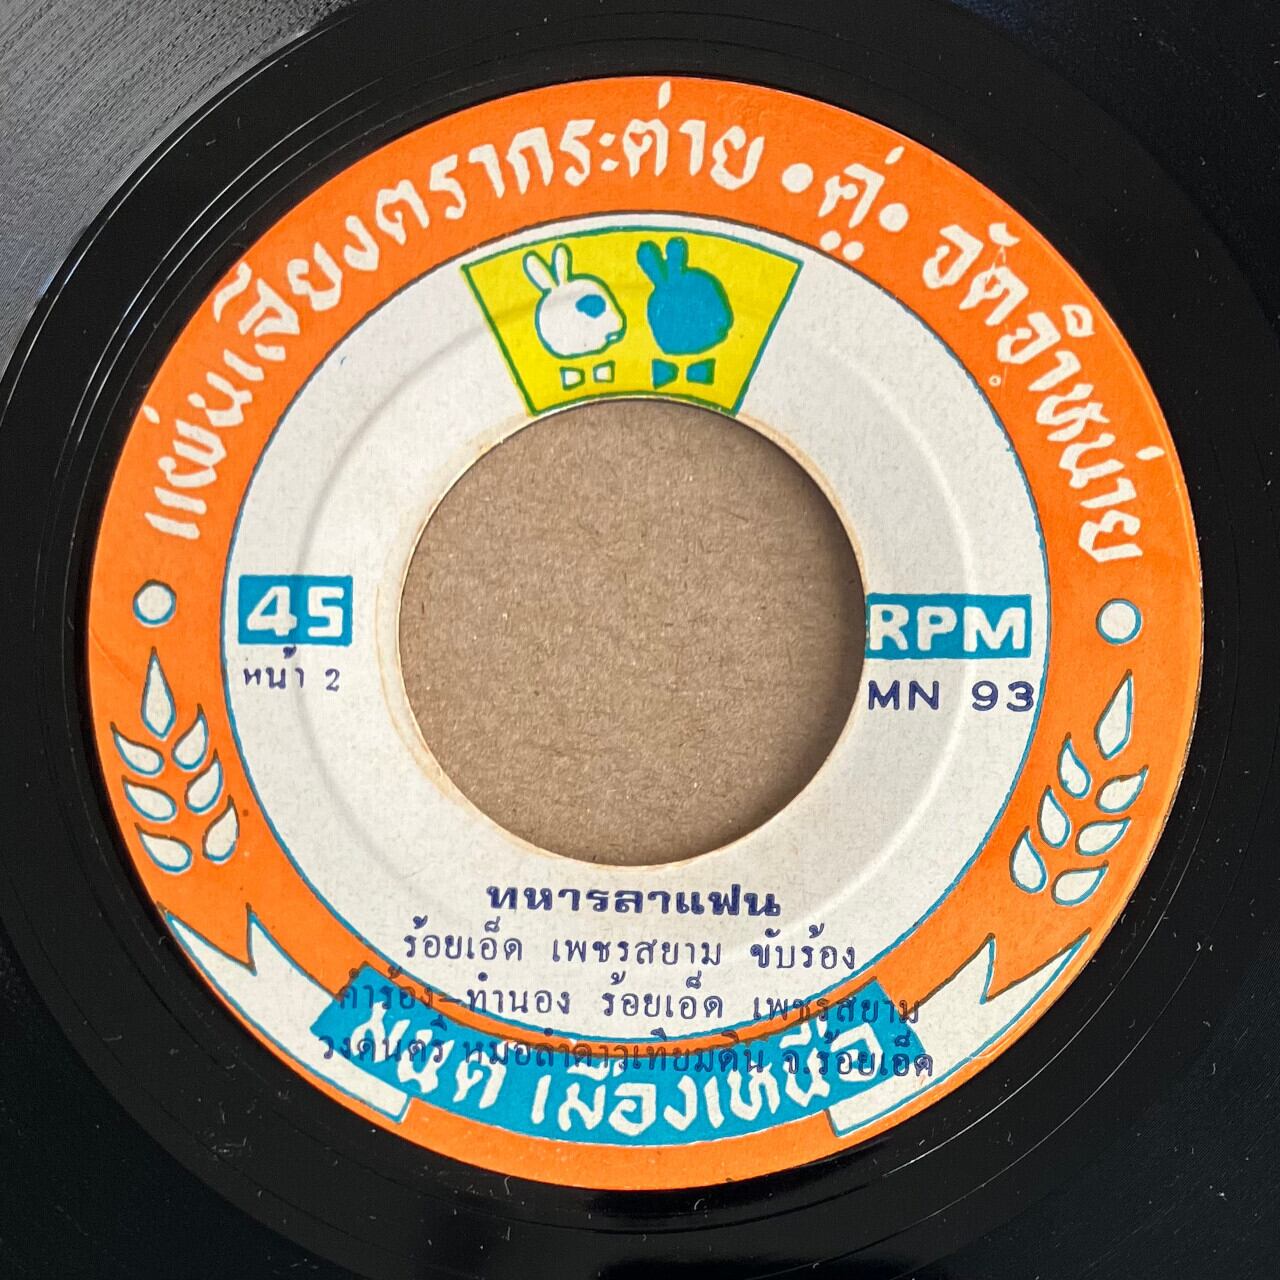 แผ่นเสียงตรากระต่าย • คู่ • จัดจำหน่าย
45 RPM
หน้า 2
MN 93
ทหารลาแฟน
ร้อยเอ็ด เพชรสยาม ขับร้อง
คำร้อง-ทำนอง ร้อยเอ็ด เพชรสยาม
วงดนตรี หมอลำดาวเทียมดิน จ.ร้อยเอ็ด
มนต์ เมืองเหนือ